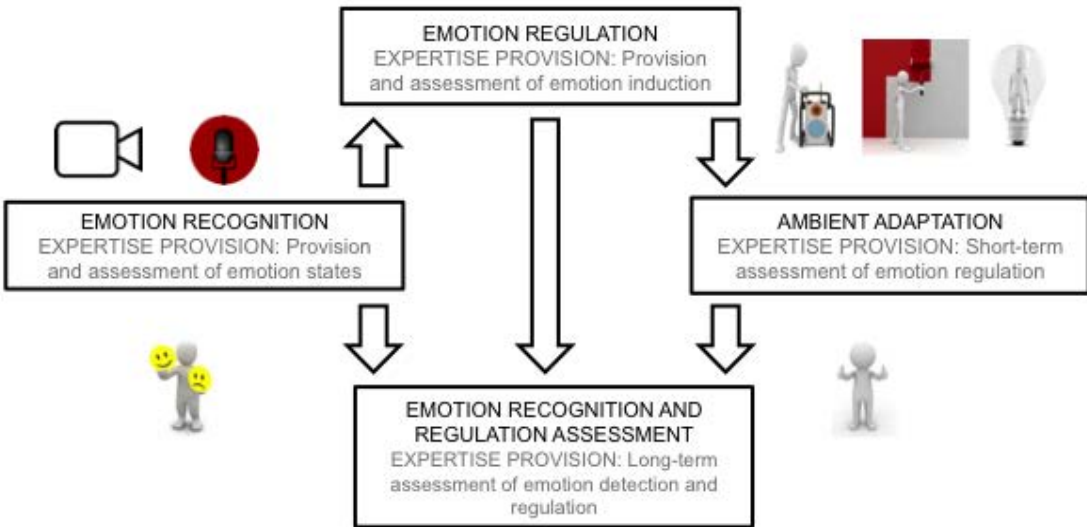 EMOTION REGULATION
EXPERTISE PROVISION: Provision
and assessment of emotion induction
EMOTION RECOGNITION
EXPERTISE PROVISION: Provision
and assessment of emotion states
AMBIENT ADAPTATION
EXPERTISE PROVISION: Short-term
assessment of emotion regulation
EMOTION RECOGNITION AND
REGULATION ASSESSMENT
EXPERTISE PROVISION: Long-term
assessment of emotion detection and
regulation